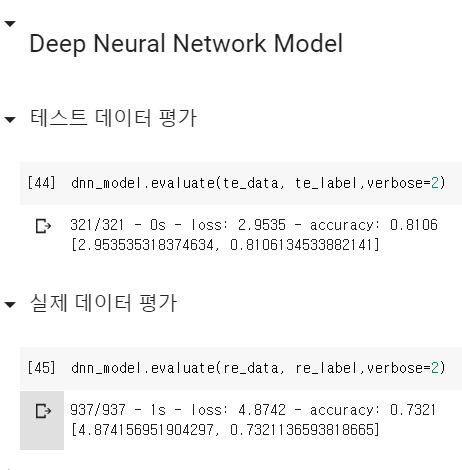 Deep Neural Network Model
테스트 데이터 평가
[44] dnn_model.evaluate(te_data, te_label,verbose=2)
321/321 - 0s - loss: 2.9535 - accuracy: 0.8106
[2.953535318374634, 0.8106134533882141]
실제 데이터 평가
[45] dnn_model.evaluate(re_data, re_label,verbose=2)
937/937 - 1s - loss: 4.8742 - accuracy: 0.7321
[4.874156951904297, 0.7321136593818665]